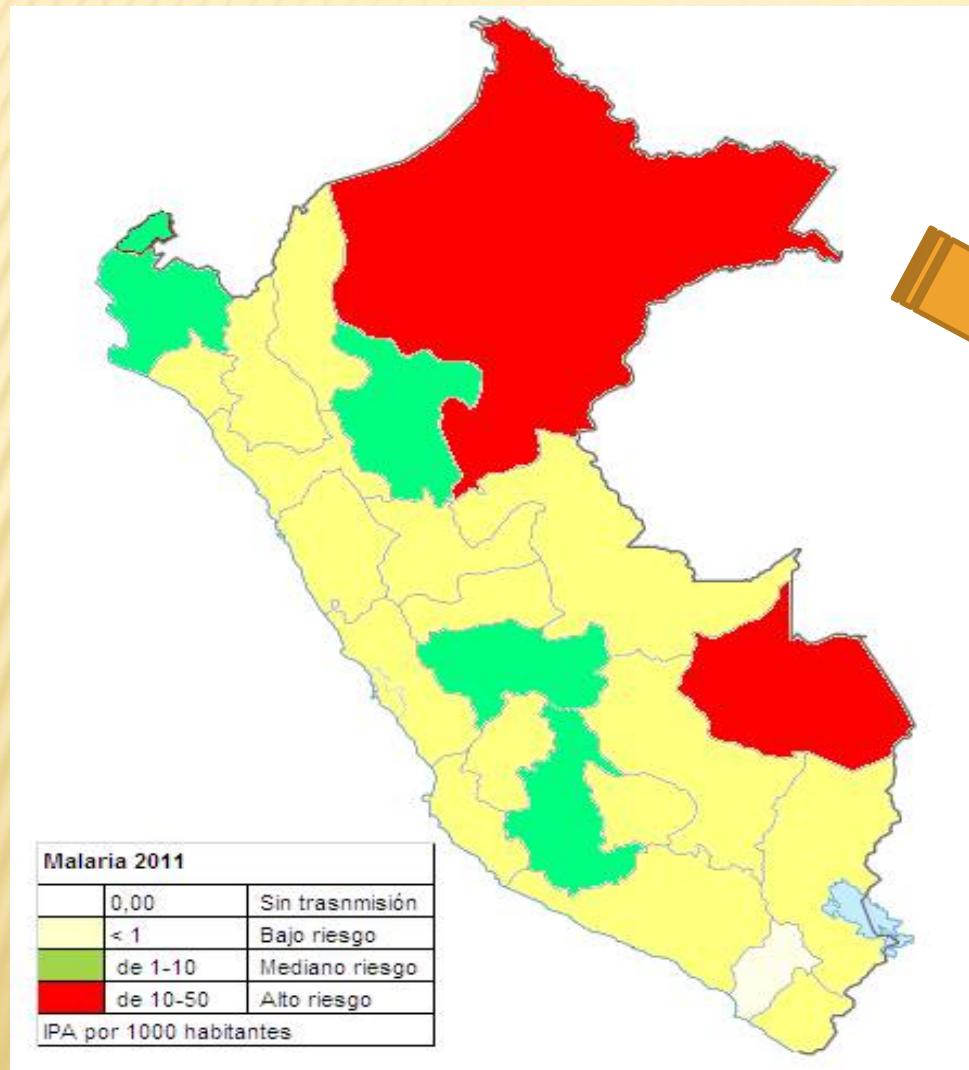 Malaria 2011
0,00 Sin trasnmisión
< 1 Bajo riesgo
de 1-10 Mediano riesgo
de 10-50 Alto riesgo
IPA por 1000 habitantes